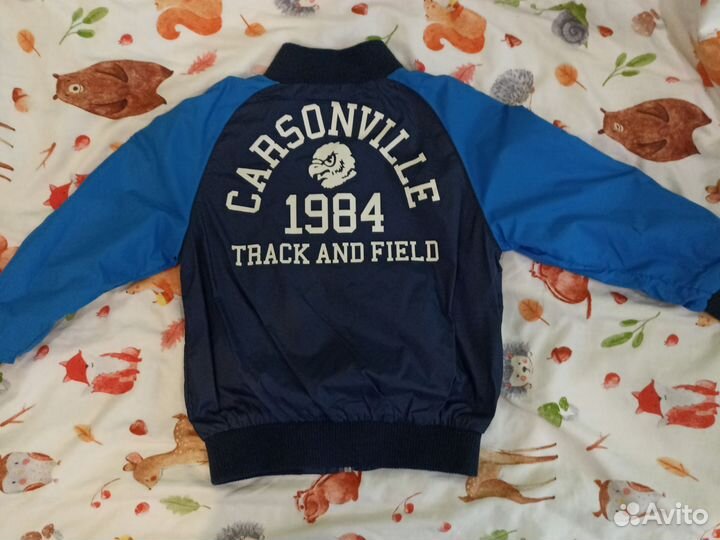 CARSONVILLE
1984
TRACK AND FIELD
Avito